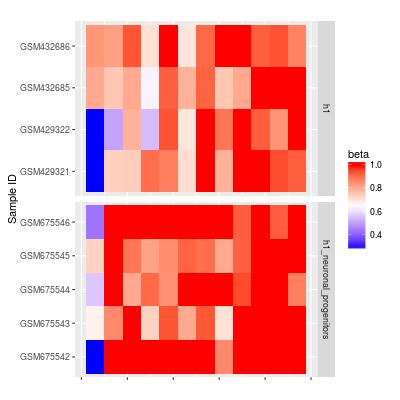 Sample ID
GSM432686
GSM432685
GSM429322
GSM429321
h1
GSM675546
GSM675545
GSM675544
GSM675543
GSM675542
h1_neuronal_progenitors
beta
1.0
0.8
0.6
0.4